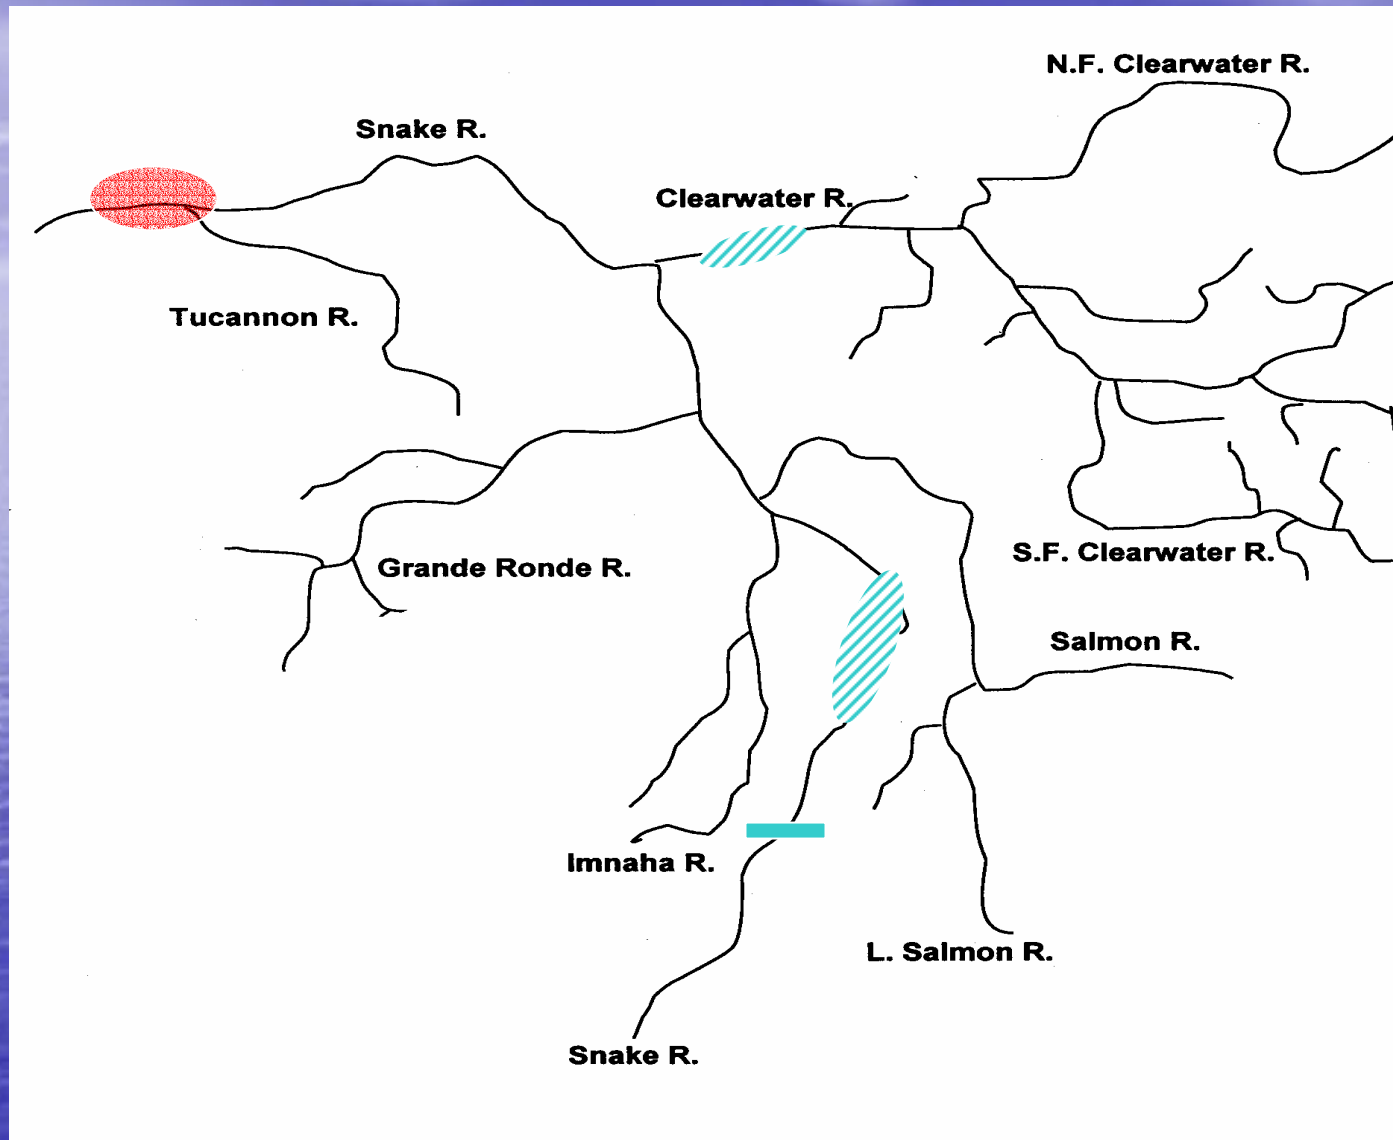 N.F. Clearwater R.
Snake R.
Clearwater R.
Tucannon R.
S.F. Clearwater R.
Grande Ronde R.
Salmon R.
Imnaha R.
L. Salmon R.
Snake R.